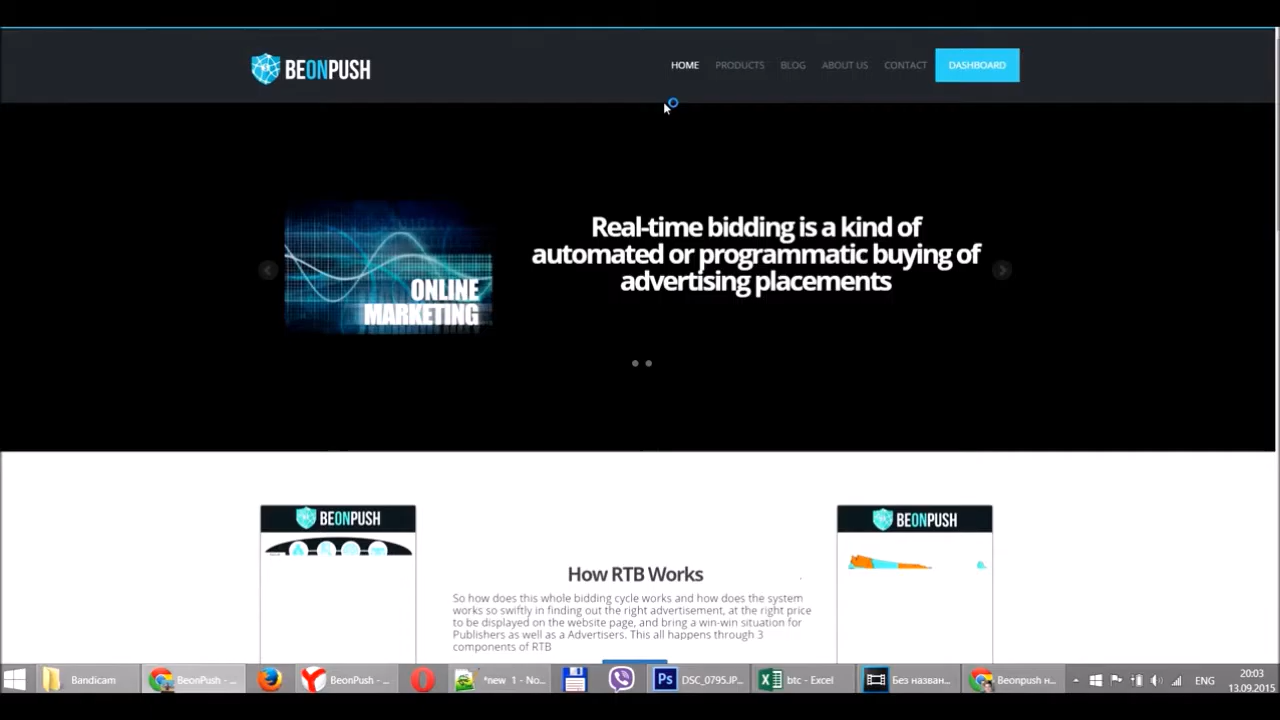 BEONPUSH
HOME PRODUCTS BLOG ABOUT US CONTACT DASHBOARD
Real-time bidding is a kind of
automated or programmatic buying of
advertising placements
ONLINE
MARKETING
BEONPUSH
BEONPUSH
How RTB Works
So how does this whole bidding cycle works and how does the system
works so swiftly in finding out the right advertisement, at the right price
to be displayed on the website page, and bring a win-win situation for
Publishers as well as a Advertisers. This all happens through 3
components of RTB
Bandicam
BeonPush - ...
BeonPush - ...
*new 1 - No...
Ps DSC_0795.JP...
btc - Excel
Без назван...
Beonpush н...
ENG
20:03
13.09.2015